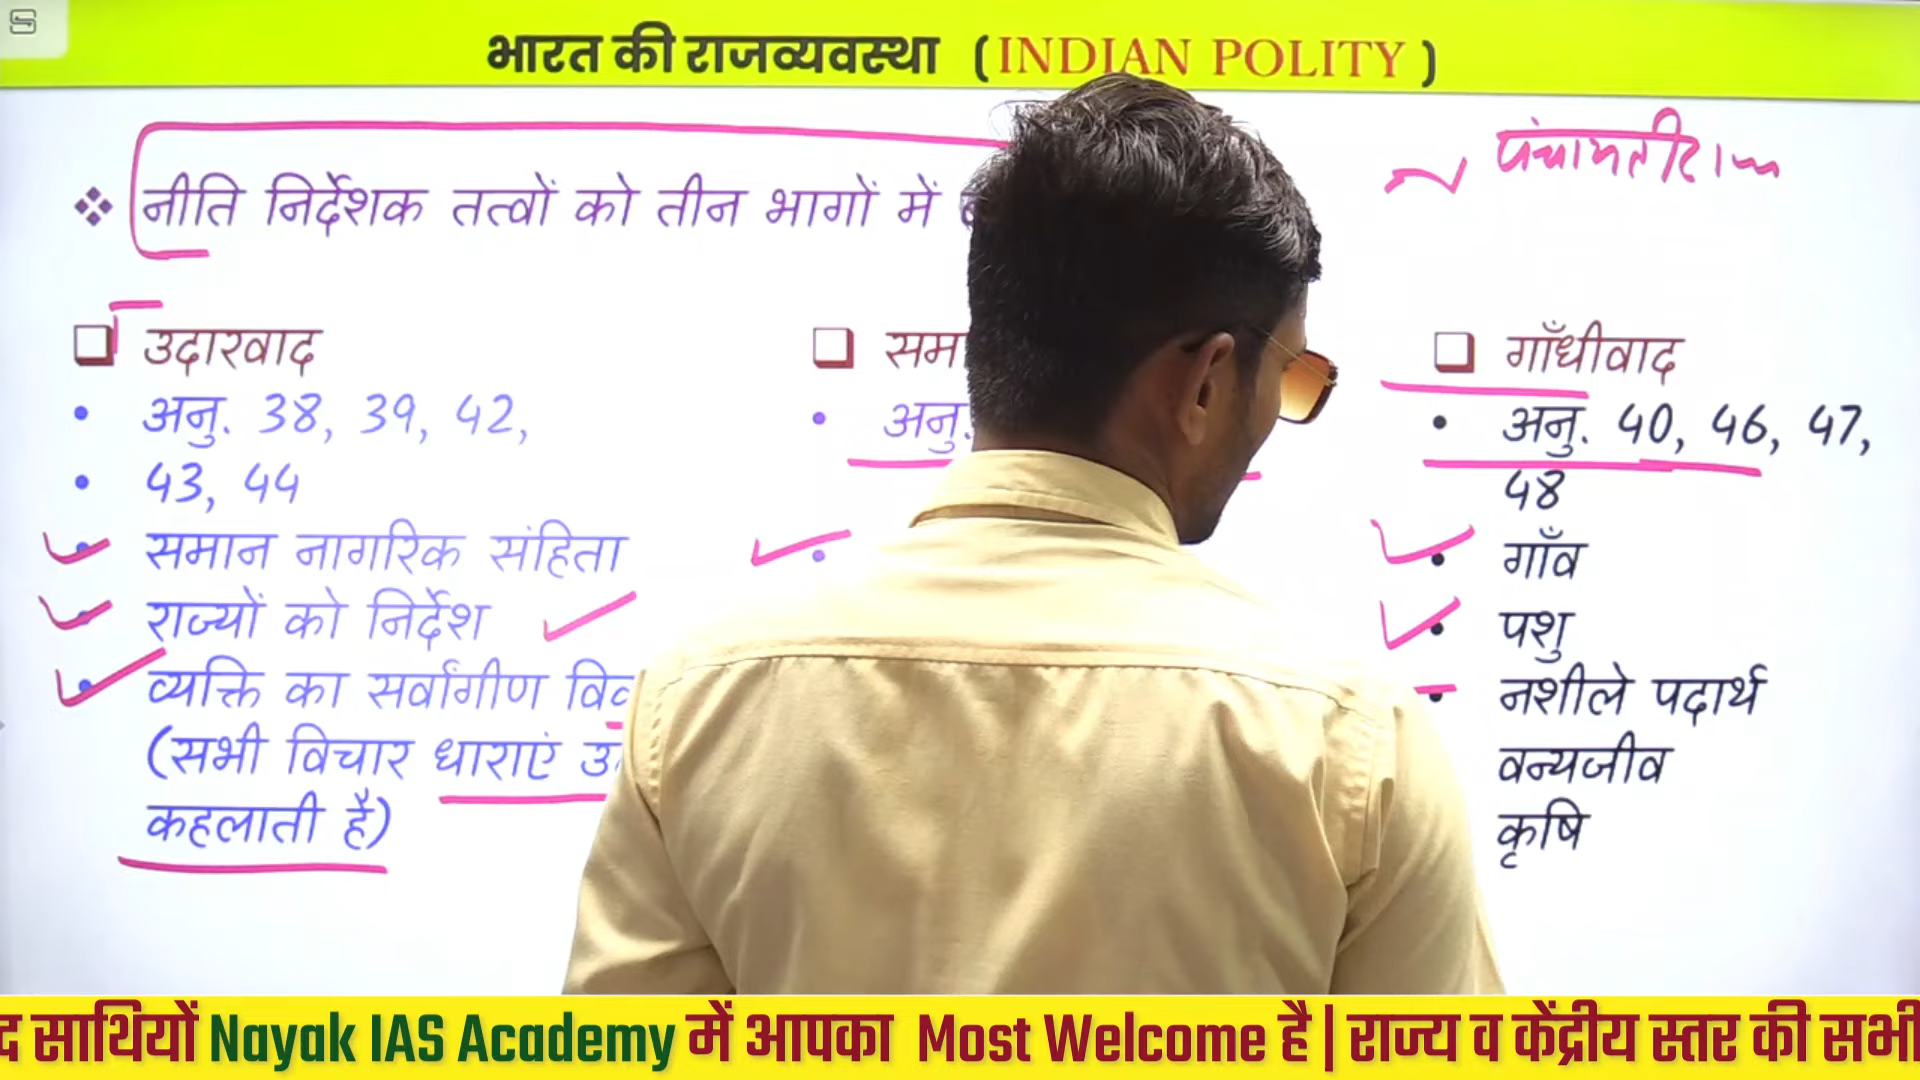 भारत की राजव्यवस्था (INDIAN POLITY)
नीति निर्देशक तत्वों को तीन भागों में
उदारवाद
अनु. 38, 39, 42,
43, 44
समान नागरिक संहिता
राज्यों को निर्देश
व्यक्ति का सर्वांगीण
(सभी विचार धाराएं
कहलाती है)
अनु.
गाँधीवाद
अनु. 40, 46, 47,
48
गाँव
पशु
नशीले पदार्थ
वन्यजीव
कृषि
साथियों Nayak IAS Academy में आपका Most Welcome है | राज्य व केंद्रीय स्तर की सभी